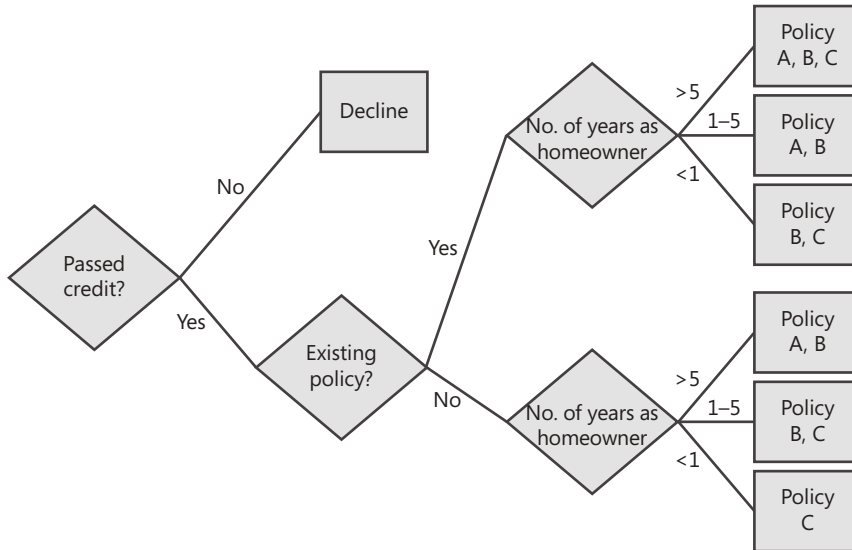 Passed
credit?
No
Decline
Yes
Existing
policy?
Yes
No. of years as
homeowner
>5
Policy
A, B, C
1–5
Policy
A, B
<1
Policy
B, C
No
No. of years as
homeowner
>5
Policy
A, B
1–5
Policy
B, C
<1
Policy
C